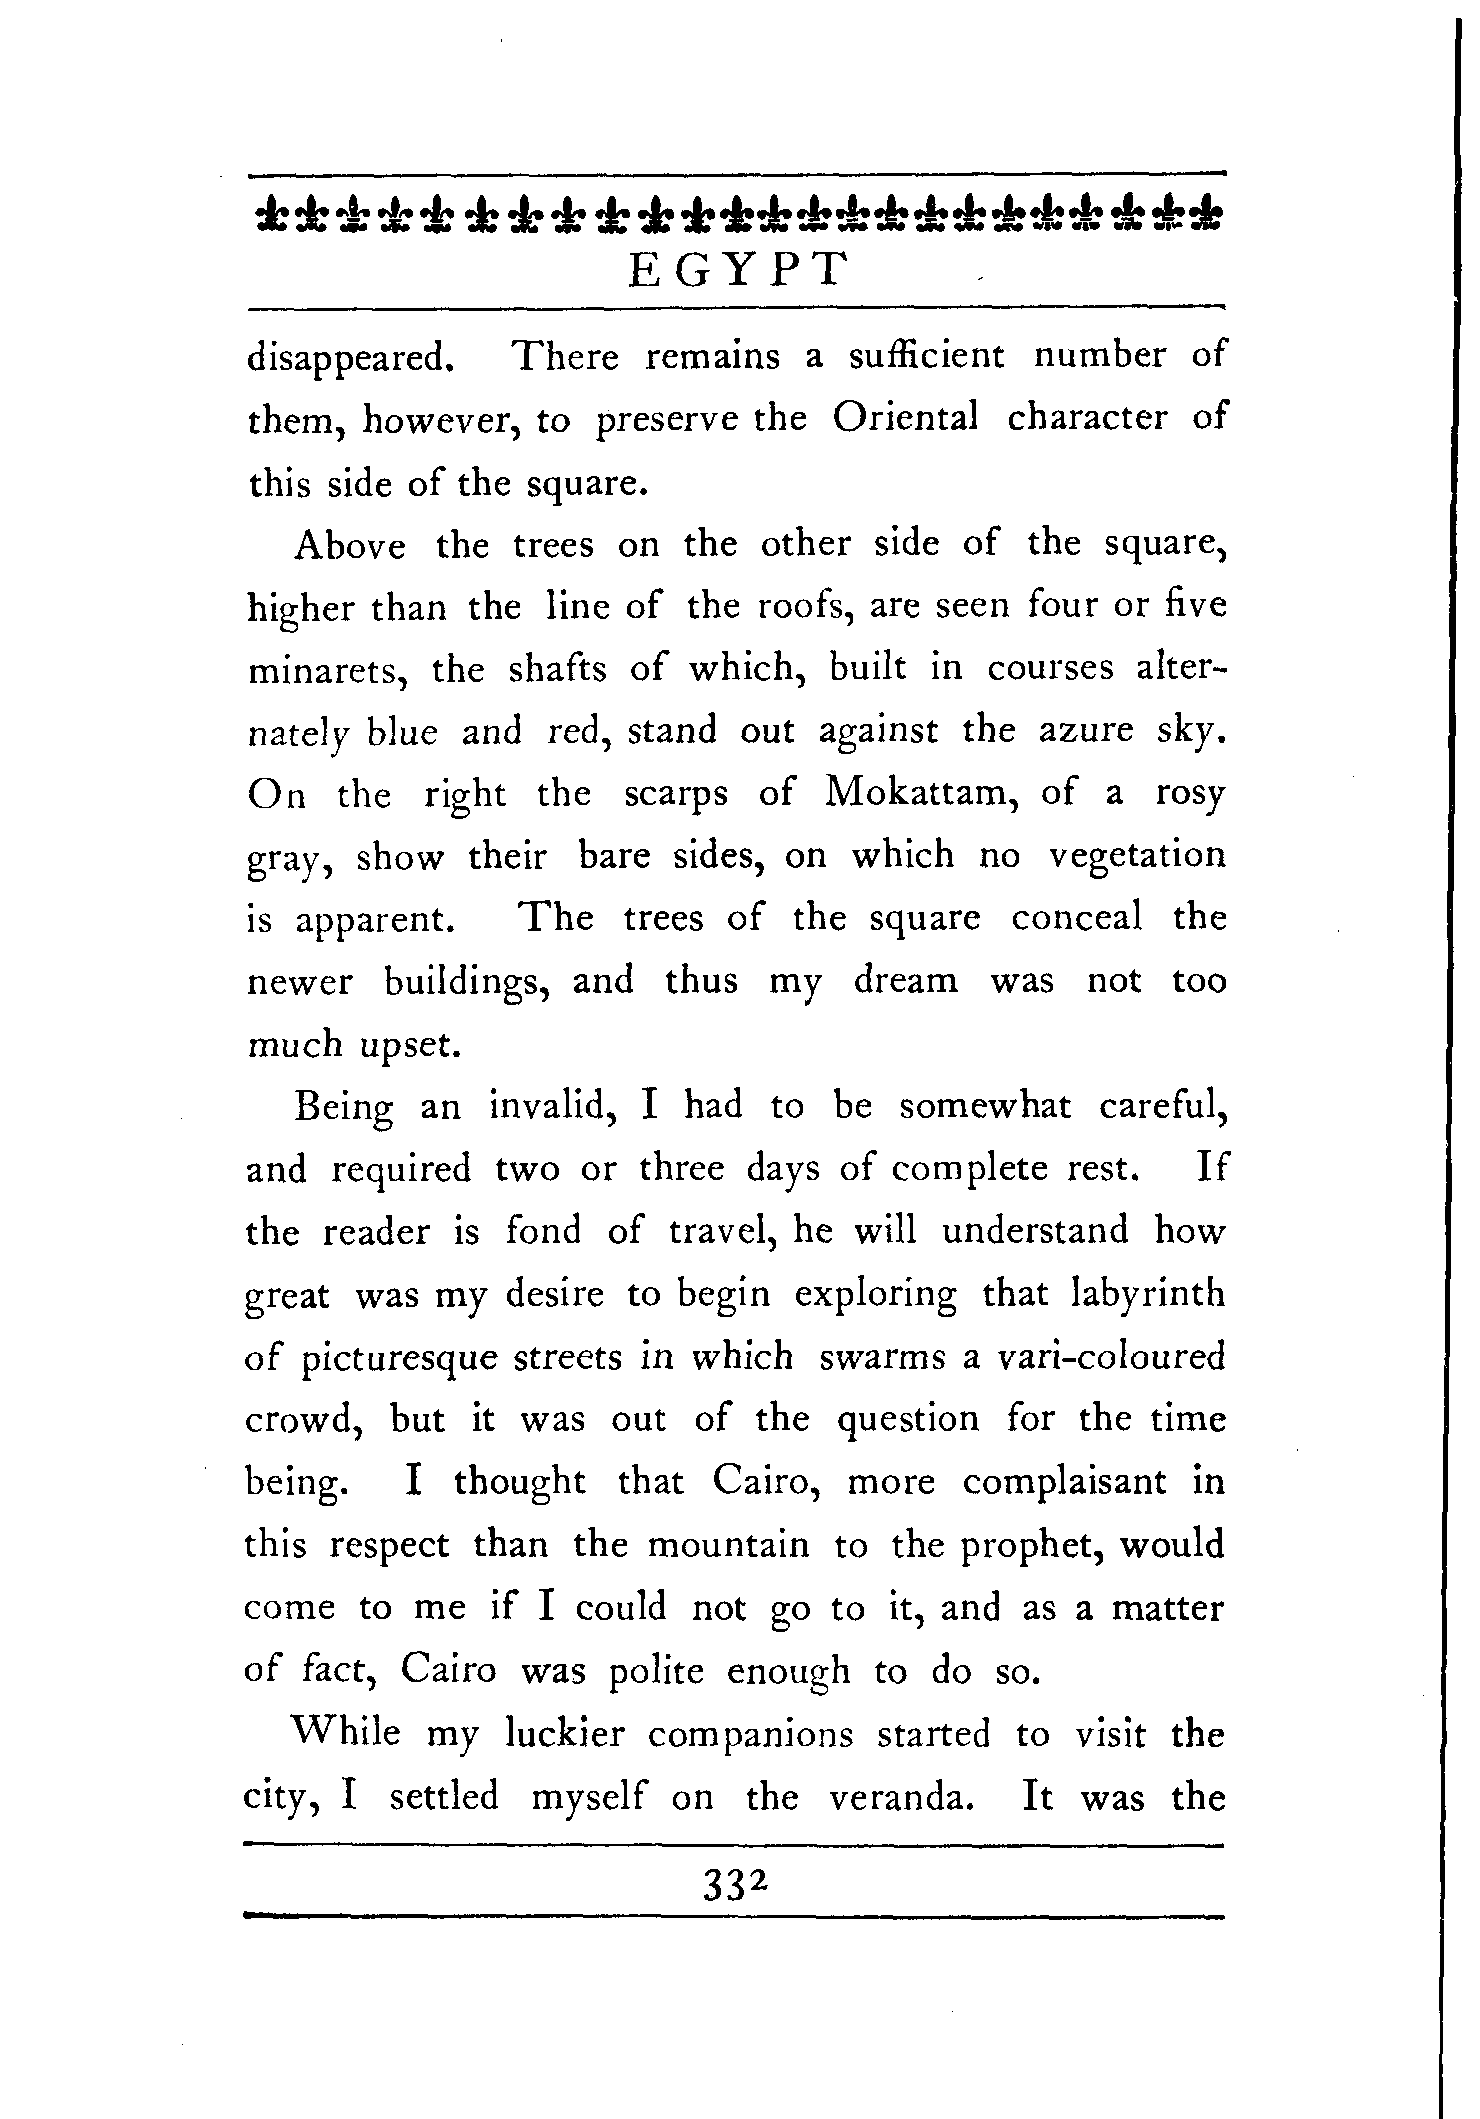 EGYPT
disappeared. There remains a sufficient number of
them, however, to preserve the Oriental character of
this side of the square.
Above the trees on the other side of the square,
higher than the line of the roofs, are seen four or five
minarets, the shafts of which, built in courses alter-
nately blue and red, stand out against the azure sky.
On the right the scarps of Mokattam, of a rosy
gray, show their bare sides, on which no vegetation
is apparent. The trees of the square conceal the
newer buildings, and thus my dream was not too
much upset.
Being an invalid, I had to be somewhat careful,
and required two or three days of complete rest. If
the reader is fond of travel, he will understand how
great was my desire to begin exploring that labyrinth
of picturesque streets in which swarms a vari-coloured
crowd, but it was out of the question for the time
being. I thought that Cairo, more complaisant in
this respect than the mountain to the prophet, would
come to me if I could not go to it, and as a matter
of fact, Cairo was polite enough to do so.
While my luckier companions started to visit the
city, I settled myself on the veranda. It was the
332